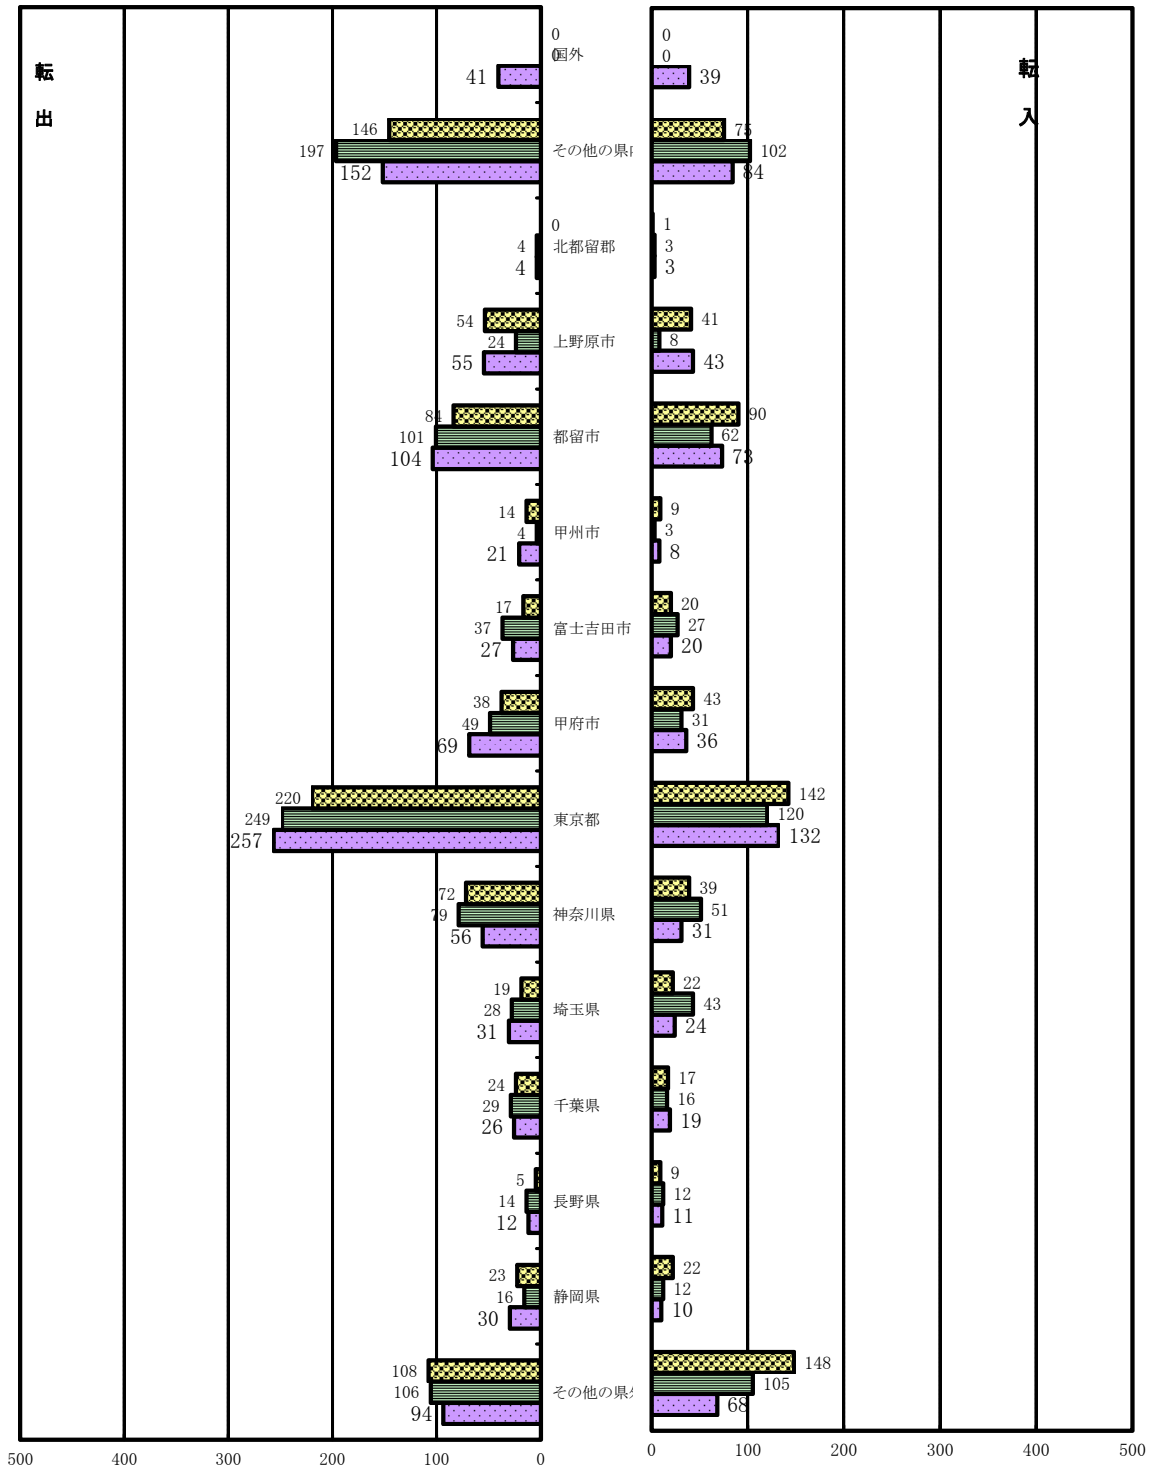 転出
転入
0 0
0 国外 0
41 39
146 75
197 その他の県内 102
152 84
0 1
4 北都留郡 3
4 3
54 41
24 上野原市 8
55 43
84 90
101 都留市 62
104 73
14 9
4 甲州市 3
21 8
17 20
37 富士吉田市 27
27 20
38 43
49 甲府市 31
69 36
220 142
249 東京都 120
257 132
72 39
79 神奈川県 51
56 31
19 22
28 埼玉県 43
31 24
24 17
29 千葉県 16
26 19
5 9
14 長野県 12
12 11
23 22
16 静岡県 12
30 10
108 148
106 その他の県外 105
94 68
500 400 300 200 100 0 0 100 200 300 400 500